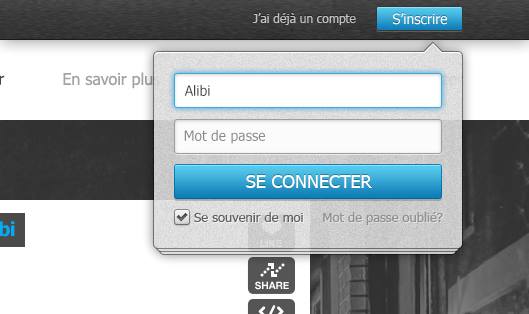 J'ai déjà un compte S'inscrire
r En savoir plus
Alibi
Mot de passe
SE CONNECTER
Se souvenir de moi Mot de passe oublié?
bi
LIKE
SHARE
</>